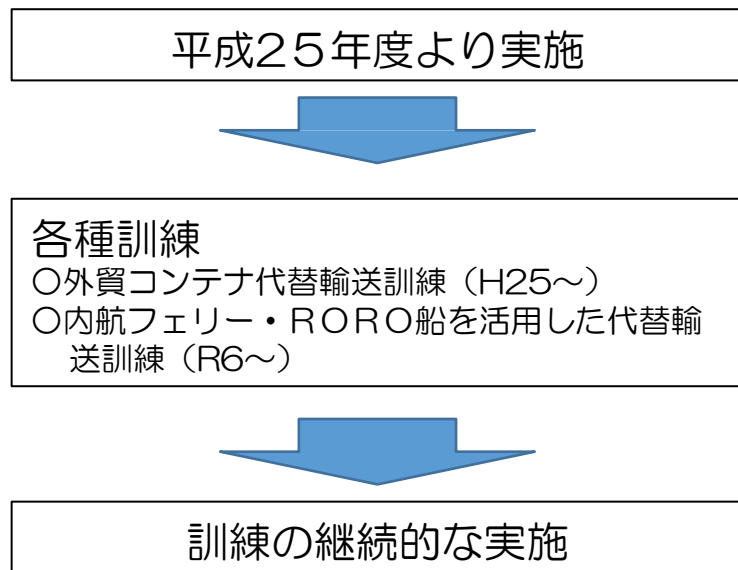 平成２５年度より実施
各種訓練
〇外貿コンテナ代替輸送訓練（H25～）
〇内航フェリー・ＲＯＲＯ船を活用した代替輸
送訓練（R6～）
訓練の継続的な実施